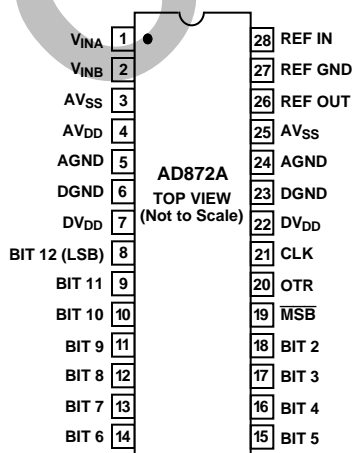 VINA 1 28 REF IN
VINB 2 27 REF GND
AVSS 3 26 REF OUT
AVDD 4 25 AVSS
AGND 5 24 AGND
DGND 6 23 DGND
DVDD 7 22 DVDD
BIT 12 (LSB) 8 21 CLK
BIT 11 9 20 OTR
BIT 10 10 19 M̅S̅B̅
BIT 9 11 18 BIT 2
BIT 8 12 17 BIT 3
BIT 7 13 16 BIT 4
BIT 6 14 15 BIT 5
AD872A
TOP VIEW
(Not to Scale)